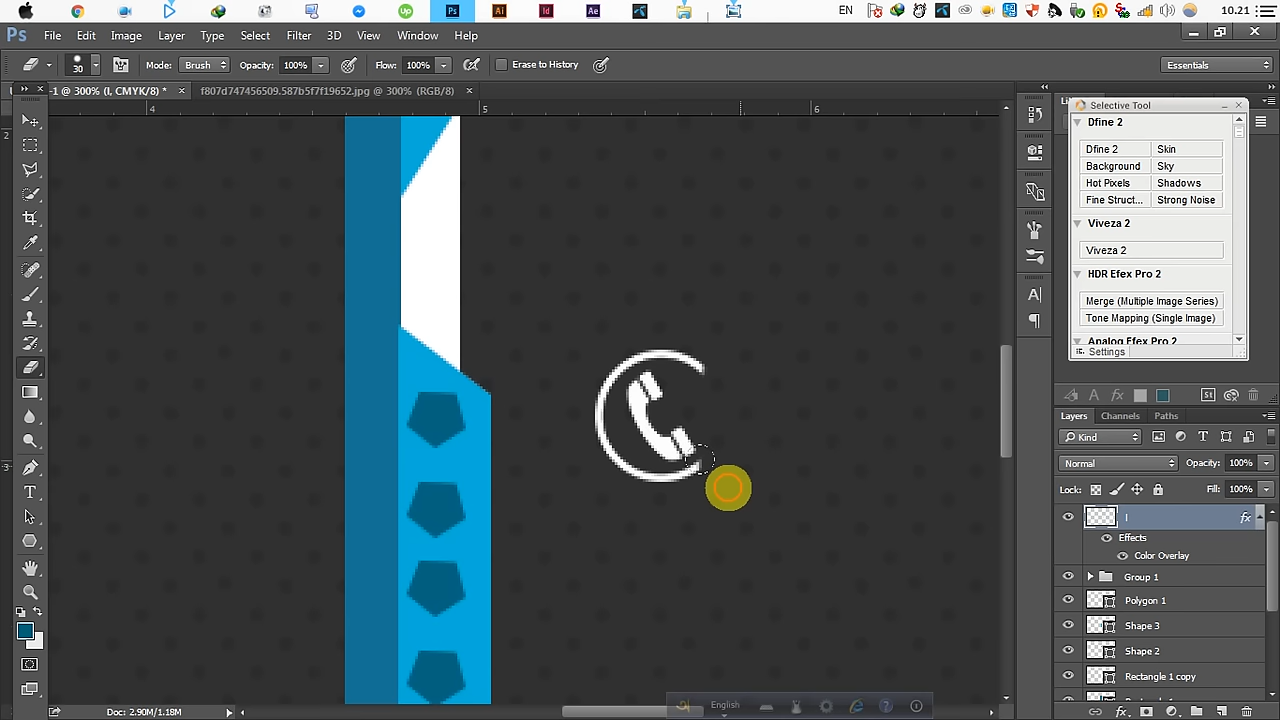 EN
10.21
Ps
File Edit Image Layer Type Select Filter 3D View Window Help
30 Mode: Brush Opacity: 100% Flow: 100% Erase to History Essentials
-1 @ 300% (I, CMYK/8) * × f807d747456509.587b5f7f19652.jpg @ 300% (RGB/8) ×
4 5 6
2
3
Selective Tool
Dfine 2
Dfine 2 Skin
Background Sky
Hot Pixels Shadows
Fine Struct... Strong Noise
Viveza 2
Viveza 2
HDR Efex Pro 2
Merge (Multiple Image Series)
Tone Mapping (Single Image)
Analog Efex Pro 2
Settings
Layers Channels Paths
Kind
Normal Opacity: 100%
Lock: Fill: 100%
I fx
Effects
Color Overlay
Group 1
Polygon 1
Shape 3
Shape 2
Rectangle 1 copy
Doc: 2.90M/1.18M
English